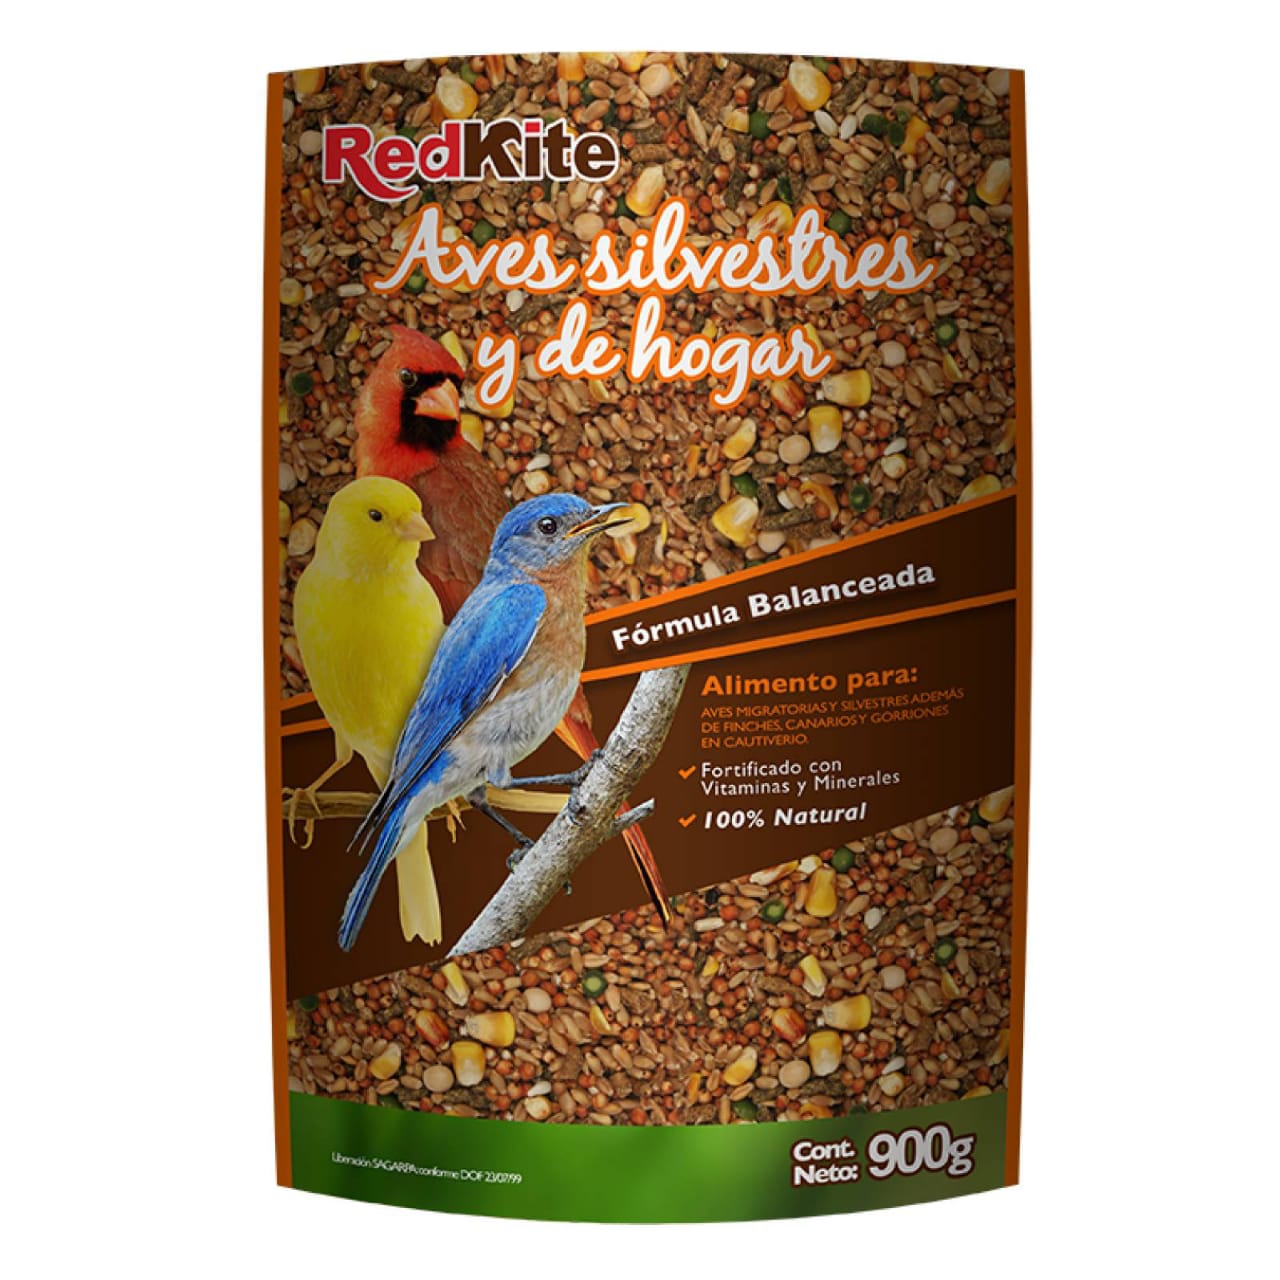 RedKite
Aves silvestres
y de hogar
Fórmula Balanceada
Alimento para:
AVES MIGRATORIAS Y SILVESTRES ADEMÁS
DE FINCHES, CANARIOS Y GORRIONES
EN CAUTIVERIO.
Fortificado con
Vitaminas y Minerales
100% Natural
Liberación SAGARPA conforme DOF 23/07/99
Cont.
Neto: 900g